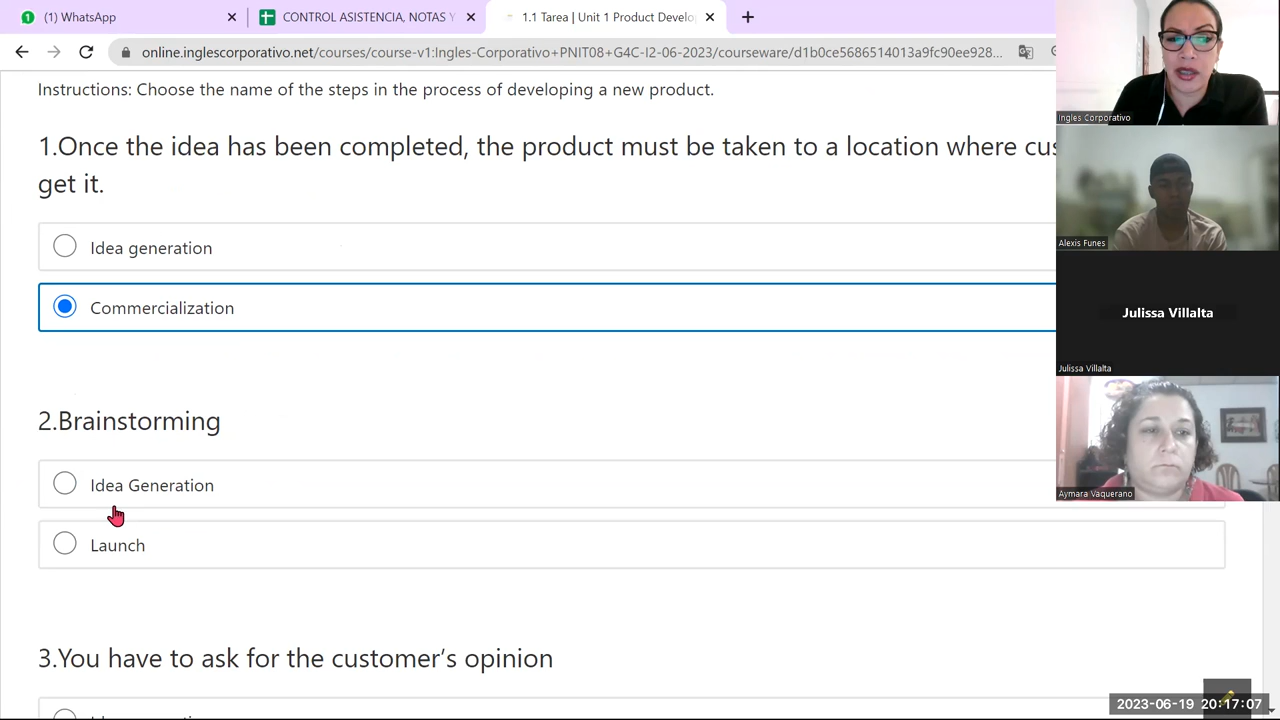 (1) WhatsApp
CONTROL ASISTENCIA, NOTAS Y
1.1 Tarea | Unit 1 Product Develo
online.inglescorporativo.net/courses/course-v1:Ingles-Corporativo+PNIT08+G4C-I2-06-2023/courseware/d1b0ce5686514013a9fc90ee928...
Instructions: Choose the name of the steps in the process of developing a new product.
1.Once the idea has been completed, the product must be taken to a location where cus
get it.
Idea generation
Commercialization
2.Brainstorming
Idea Generation
Launch
3.You have to ask for the customer's opinion
Ingles Corporativo
Alexis Funes
Julissa Villalta
Julissa Villalta
Aymara Vaquerano
2023-06-19 20:17:07